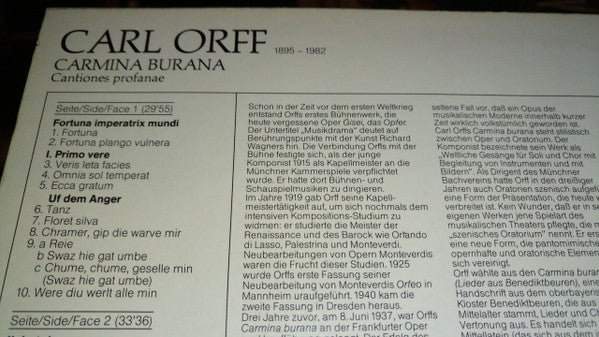 CARL ORFF 1895 – 1982
CARMINA BURANA
Cantiones profanae
Seite/Side/Face 1 (29'55)
Fortuna imperatrix mundi
1. Fortuna
2. Fortuna plango vulnera
I. Primo vere
3. Veris leta facies
4. Omnia sol temperat
5. Ecce gratum
Uf dem Anger
6. Tanz
7. Floret silva
8. Chramer, gip die warve mir
9. a Reie
b Swaz hie gat umbe
c Chume, chume, geselle min
(Swaz hie gat umbe)
10. Were diu werlt alle min
Seite/Side/Face 2 (33'36)
Schon in der Zeit vor dem ersten Weltkrieg
entstand Orffs erstes Bühnenwerk, die
heute vergessene Oper Gisei, das Opfer.
Der Untertitel „Musikdrama" deutet auf
Berührungspunkte mit der Kunst Richard
Wagners hin. Die Verbindung Orffs mit der
Bühne festigte sich, als der junge
Komponist 1915 als Kapellmeister an die
Münchner Kammerspiele verpflichtet
wurde. Er hatte dort Bühnen- und
Schauspielmusiken zu dirigieren.
Im Jahre 1919 gab Orff seine Kapell-
meistertätigkeit auf, um sich nochmals dem
intensiven Kompositions-Studium zu
widmen: er studierte die Meister der
Renaissance und des Barock wie Orlando
di Lasso, Palestrina und Monteverdi.
Neubearbeitungen von Opern Monteverdis
waren die Frucht dieser Studien. 1925
wurde Orffs erste Fassung seiner
Neubearbeitung von Monteverdis Orfeo in
Mannheim uraufgeführt. 1940 kam die
zweite Fassung in Dresden heraus.
Drei Jahre zuvor, am 8. Juni 1937, war Orffs
Carmina burana an der Frankfurter Oper
seltene Fall vor, daß ein Opus der
musikalischen Moderne innerhalb kurzer
Zeit wirklich volkstümlich geworden ist.
Carl Orffs Carmina burana steht stilistisch
zwischen Oper und Oratorium. Der
Komponist bezeichnete sein Werk als
„Weltliche Gesänge für Soli und Chor mit
Begleitung von Instrumenten und mit
Bildern". Als Dirigent des Münchner
Bachvereins hatte Orff in den dreißiger
Jahren auch Oratorien szenisch aufgef
eine Form der Präsentation, die heute w
verbreitet ist. Kein Wunder, daß er in se
eigenen Werken jene Spielart des
musikalischen Theaters pflegte, die m
„szenisches Oratorium" nennt. Er ers
eine neue Form, die pantomimisc
opernhafte und oratorische Elemen
sich vereinigt.
Orff wählte aus den Carmina buran
(Lieder aus Benediktbeuren), eine
Handschrift aus dem oberbayeri
Kloster Benediktbeuren, die ins
Mittelalter stammt, Lieder und C
Vertonung aus. Es handelt sich